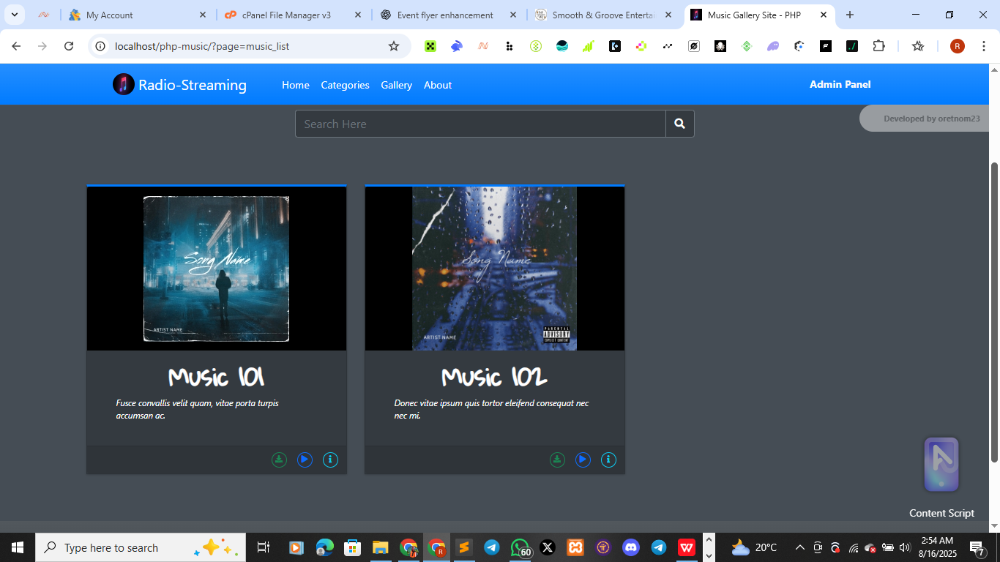 My Account
cPanel File Manager v3
Event flyer enhancement
Smooth & Groove Entertai
Music Gallery Site - PHP
localhost/php-music/?page=music_list
R
Radio-Streaming
Home
Categories
Gallery
About
Admin Panel
Search Here
Developed by oretnom23
Song Name
ARTIST NAME
Song Name
ARTIST NAME
PARENTAL
ADVISORY
EXPLICIT CONTENT
Music 101
Music 102
Fusce convallis velit quam, vitae porta turpis
accumsan ac.
Donec vitae ipsum quis tortor eleifend consequat nec
nec mi.
Content Script
Type here to search
60
20°C
2:54 AM
8/16/2025
7